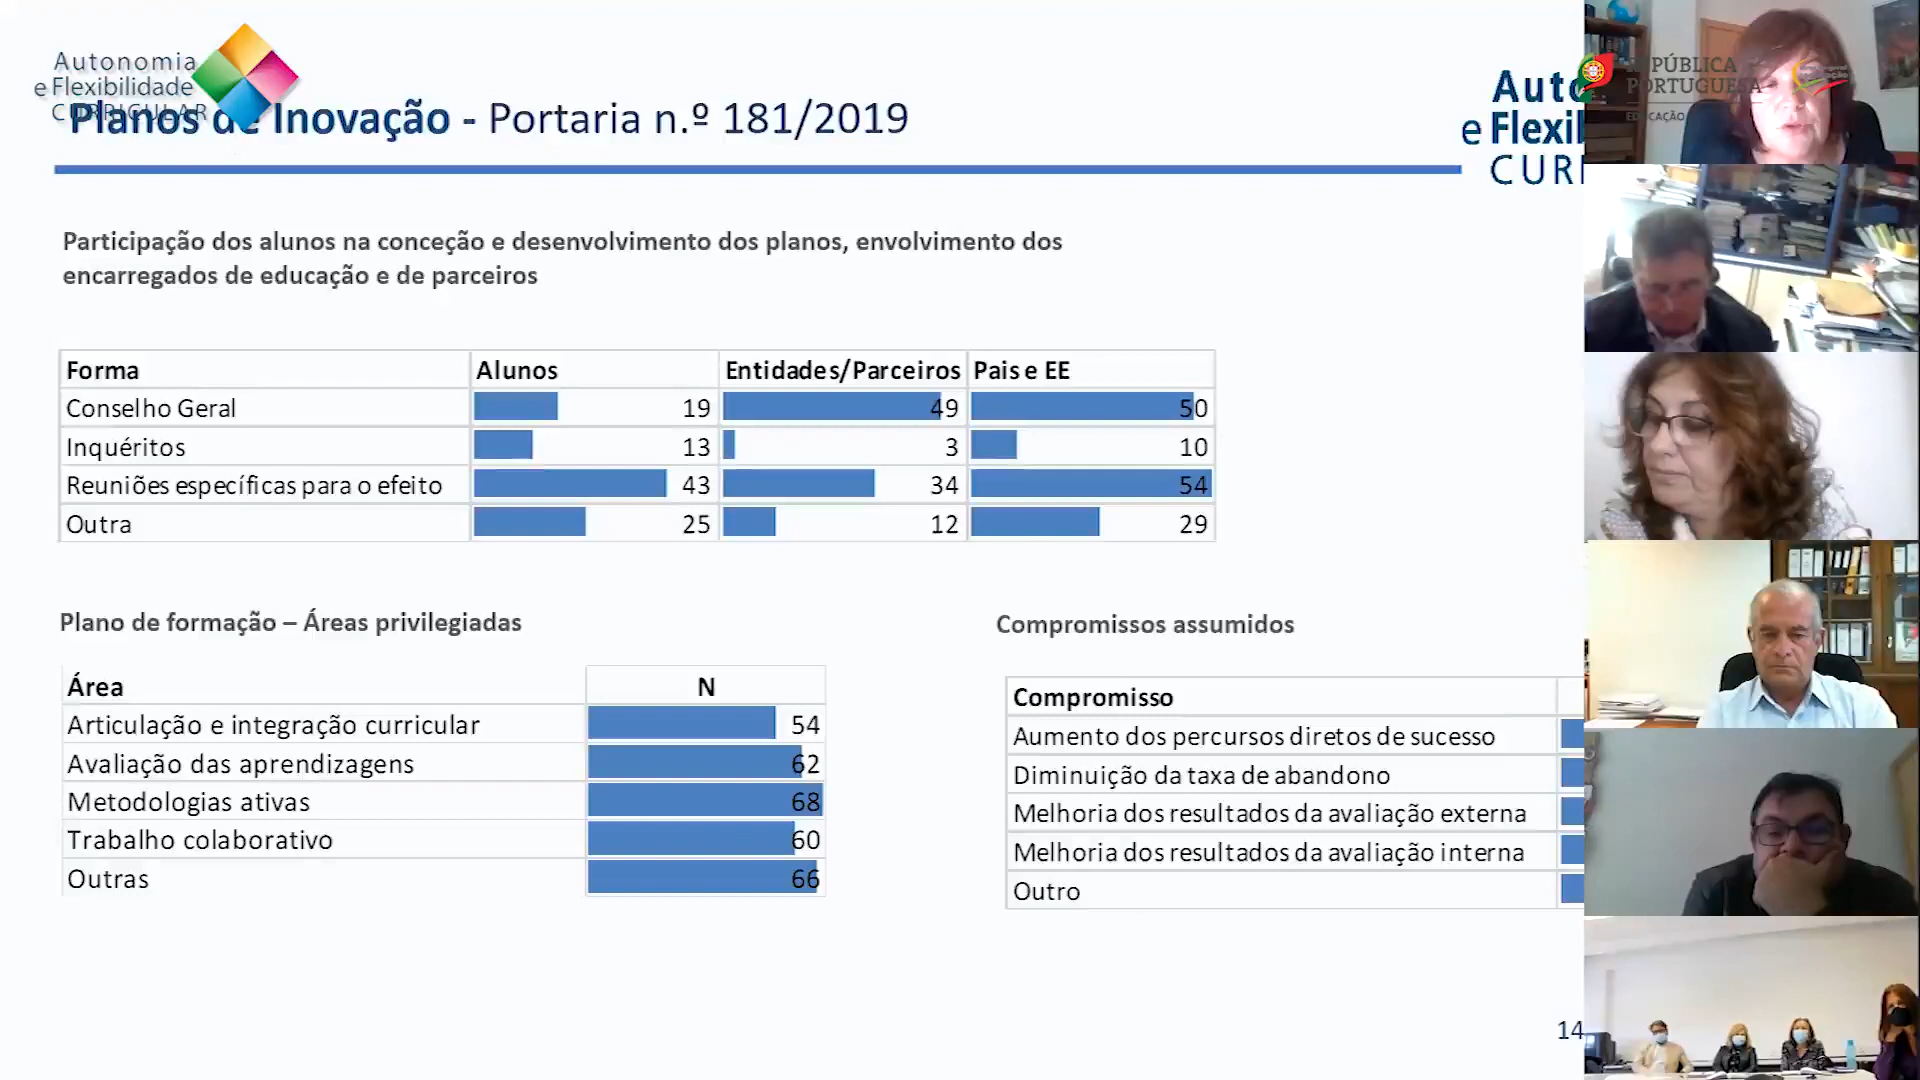 Autonomia
e Flexibilidade
CURRICULAR
Planos de Inovação - Portaria n.º 181/2019
Auto
e Flexil
CURI
REPÚBLICA
PORTUGUESA
EDUCAÇÃO
Participação dos alunos na conceção e desenvolvimento dos planos, envolvimento dos
encarregados de educação e de parceiros
Forma Alunos Entidades/Parceiros Pais e EE
Conselho Geral 19 49 50
Inquéritos 13 3 10
Reuniões específicas para o efeito 43 34 54
Outra 25 12 29
Plano de formação – Áreas privilegiadas
Área N
Articulação e integração curricular 54
Avaliação das aprendizagens 62
Metodologias ativas 68
Trabalho colaborativo 60
Outras 66
Compromissos assumidos
Compromisso
Aumento dos percursos diretos de sucesso
Diminuição da taxa de abandono
Melhoria dos resultados da avaliação externa
Melhoria dos resultados da avaliação interna
Outro
14